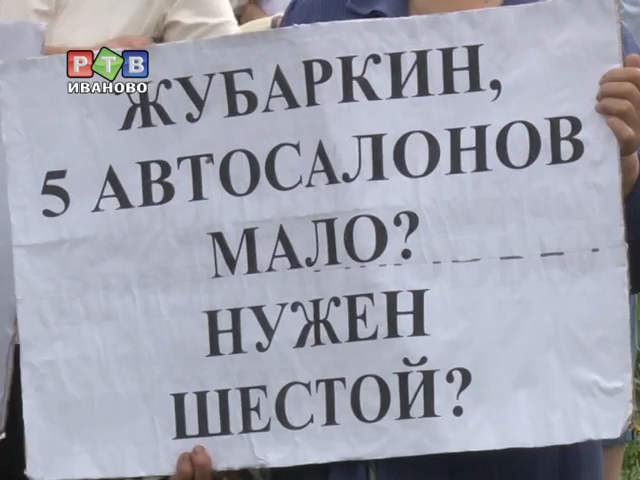 РТВ
ИВАНОВО
ЖУБАРКИН,
5 АВТОСАЛОНОВ
МАЛО?
НУЖЕН
ШЕСТОЙ?